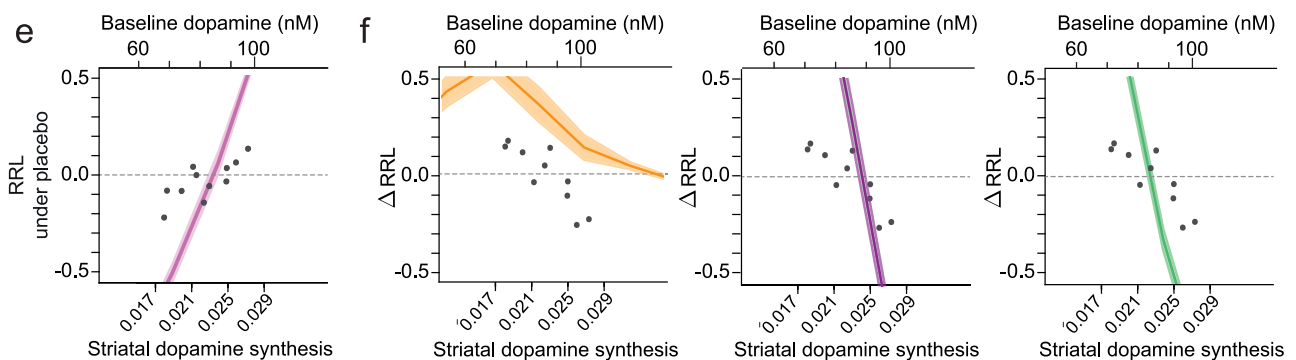 e
Baseline dopamine (nM)
60 100
0.5
0.0
-0.5
RRL
under placebo
0.017 0.021 0.025 0.029
Striatal dopamine synthesis
f
Baseline dopamine (nM)
60 100
0.5
0.0
-0.5
Δ RRL
0.017 0.021 0.025 0.029
Striatal dopamine synthesis
Baseline dopamine (nM)
60 100
0.5
0.0
-0.5
Δ RRL
0.017 0.021 0.025 0.029
Striatal dopamine synthesis
Baseline dopamine (nM)
60 100
0.5
0.0
-0.5
Δ RRL
0.017 0.021 0.025 0.029
Striatal dopamine synthesis